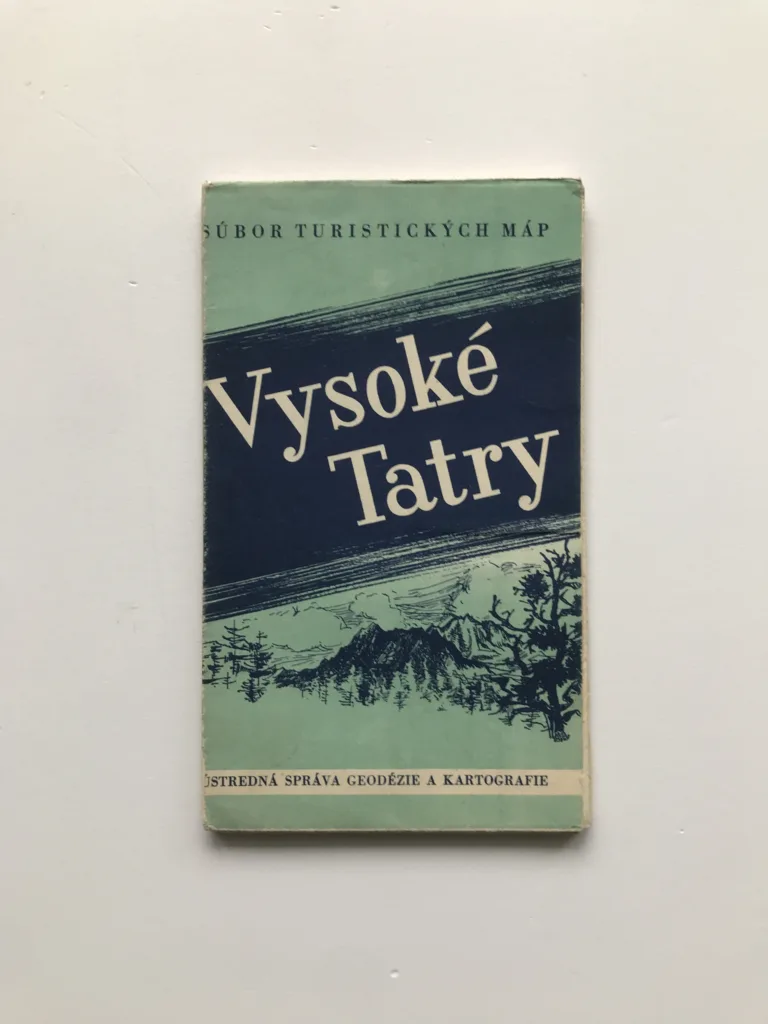 SÚBOR TURISTICKÝCH MÁP
Vysoké
Tatry
ÚSTREDNÁ SPRÁVA GEODÉZIE A KARTOGRAFIE